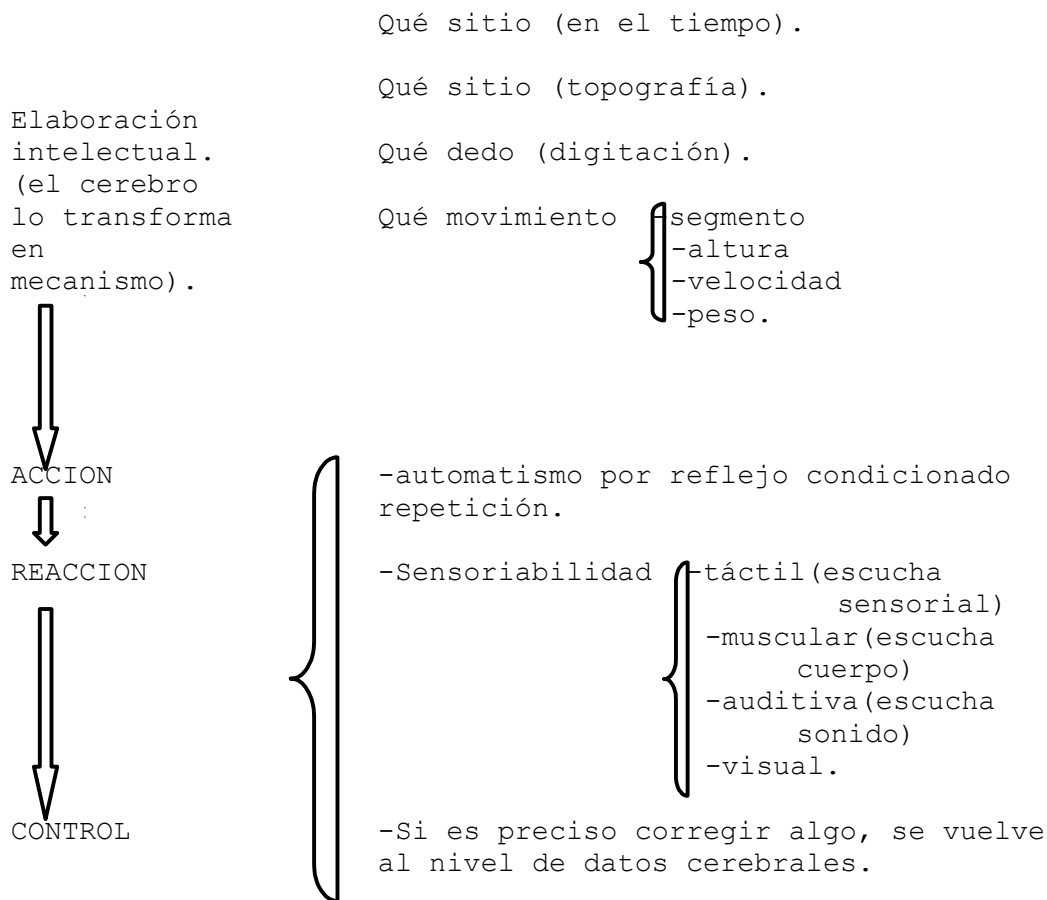 Qué sitio (en el tiempo).
Qué sitio (topografía).
Elaboración
intelectual.
(el cerebro
lo transforma
en
mecanismo).
Qué dedo (digitación).
Qué movimiento -segmento
-altura
-velocidad
-peso.
ACCION
-automatismo por reflejo condicionado
repetición.
REACCION
-Sensoriabilidad -táctil(escucha
sensorial)
-muscular(escucha
cuerpo)
-auditiva(escucha
sonido)
-visual.
CONTROL
-Si es preciso corregir algo, se vuelve
al nivel de datos cerebrales.